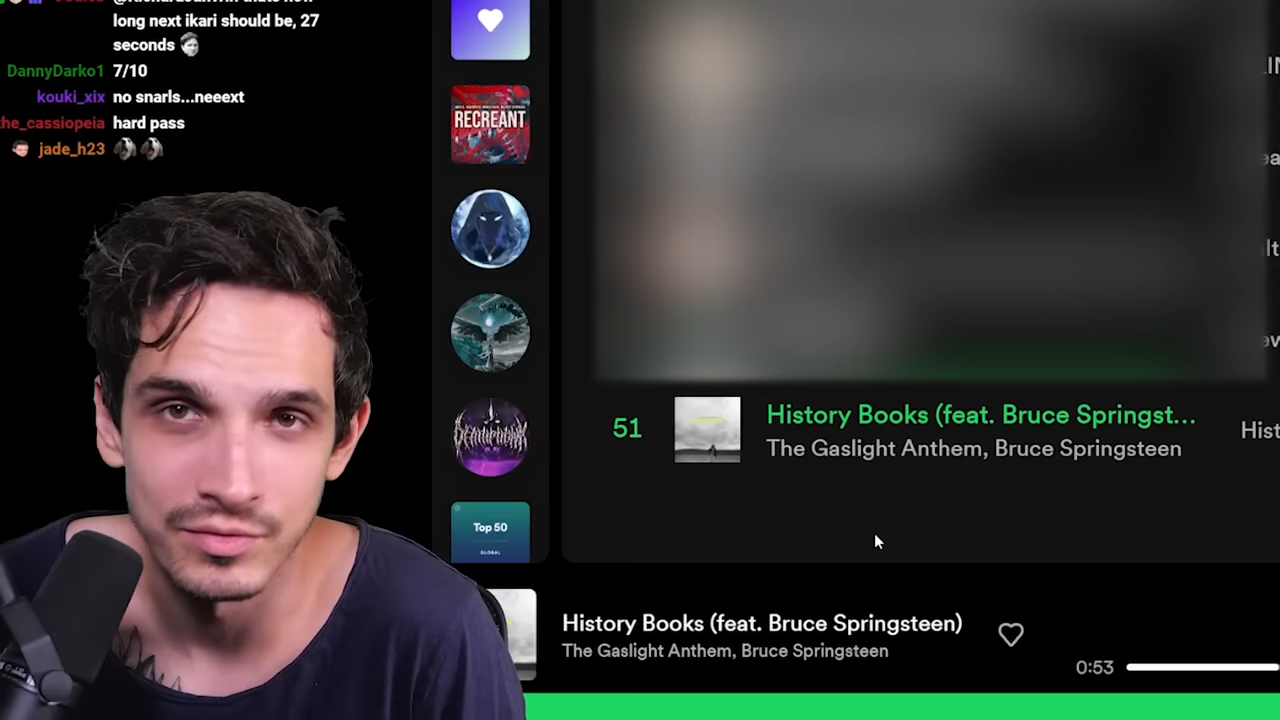 long next ikari should be, 27
seconds
DannyDarko1 7/10
kouki_xix no snarls...neeext
the_cassiopeia hard pass
jade_h23
RECREANT
Top 50
GLOBAL
51
History Books (feat. Bruce Springst...
The Gaslight Anthem, Bruce Springsteen
Hist
History Books (feat. Bruce Springsteen)
The Gaslight Anthem, Bruce Springsteen
0:53